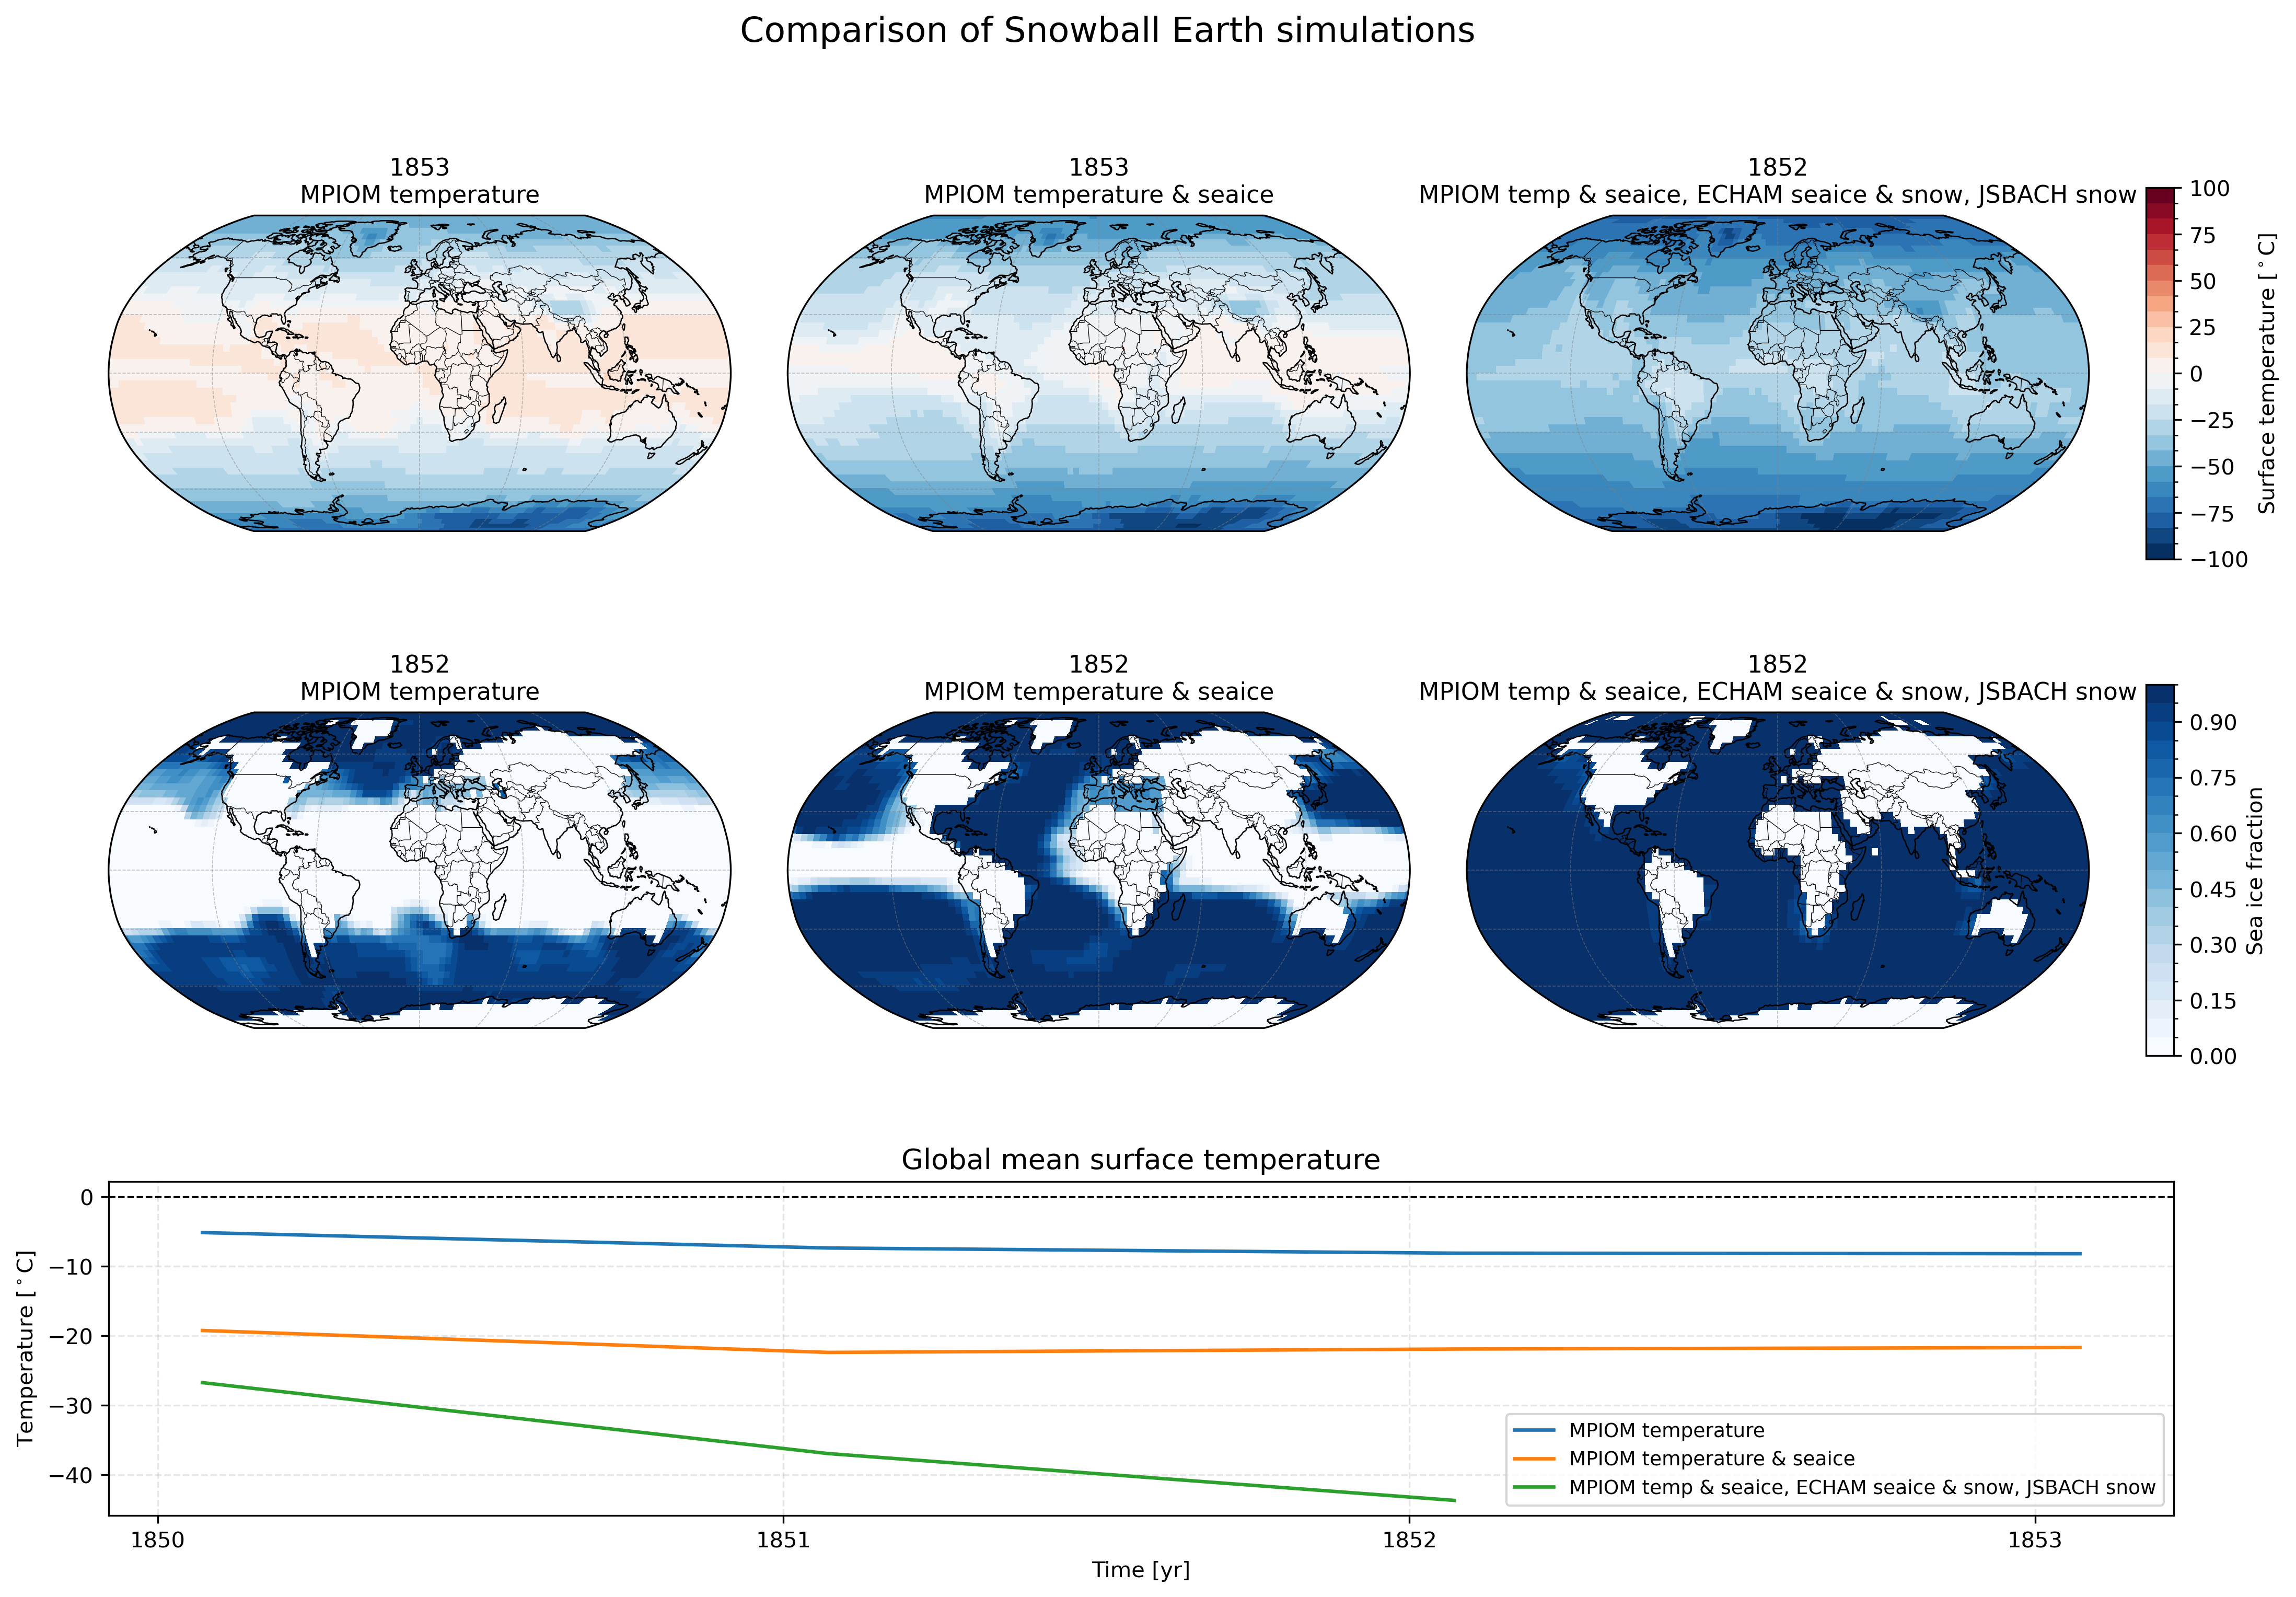 Comparison of Snowball Earth simulations
1853
MPIOM temperature
1853
MPIOM temperature & seaice
1852
MPIOM temp & seaice, ECHAM seaice & snow, JSBACH snow
100
75
50
25
0
−25
−50
−75
−100
Surface temperature [°C]
1852
MPIOM temperature
1852
MPIOM temperature & seaice
1852
MPIOM temp & seaice, ECHAM seaice & snow, JSBACH snow
0.90
0.75
0.60
0.45
0.30
0.15
0.00
Sea ice fraction
Global mean surface temperature
0
−10
−20
−30
−40
Temperature [°C]
MPIOM temperature
MPIOM temperature & seaice
MPIOM temp & seaice, ECHAM seaice & snow, JSBACH snow
1850
1851
1852
1853
Time [yr]